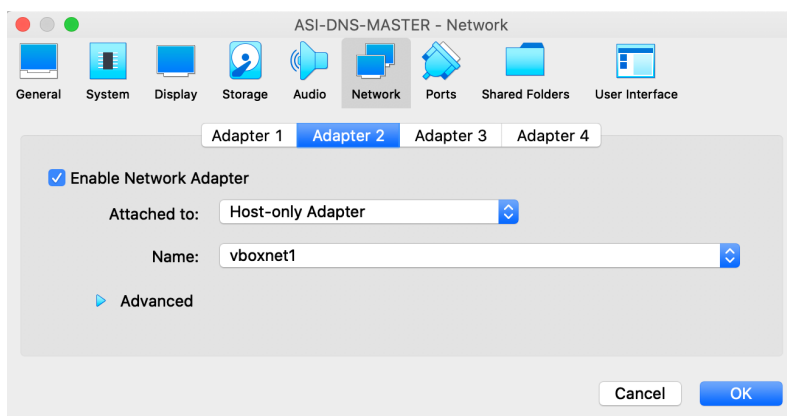 ASI-DNS-MASTER - Network
General System Display Storage Audio Network Ports Shared Folders User Interface
Adapter 1 Adapter 2 Adapter 3 Adapter 4
Enable Network Adapter
Attached to: Host-only Adapter
Name: vboxnet1
Advanced
Cancel OK